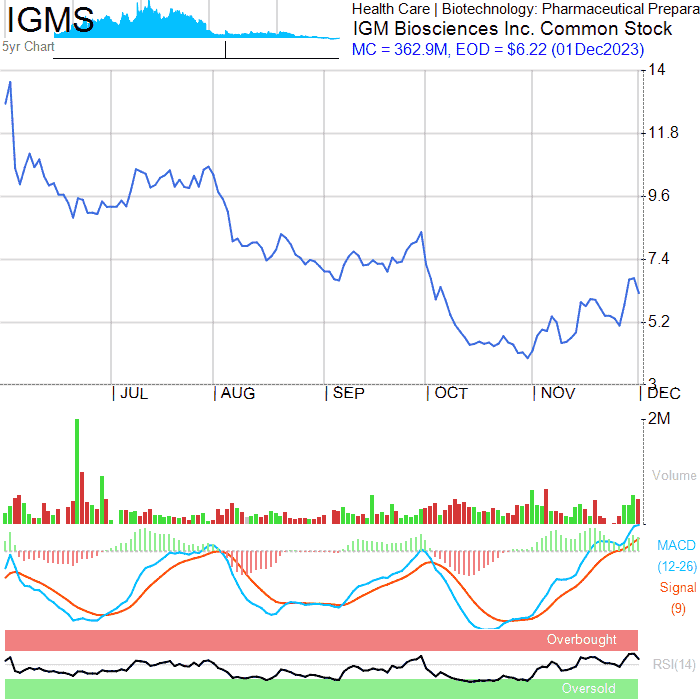 IGMS
Health Care | Biotechnology: Pharmaceutical Prepara
IGM Biosciences Inc. Common Stock
5yr Chart
MC = 362.9M, EOD = $6.22 (01Dec2023)
14
11.8
9.6
7.4
5.2
3
| JUL | AUG | SEP | OCT | NOV | DEC
2M
Volume
MACD
(12-26)
Signal
(9)
Overbought
RSI(14)
Oversold